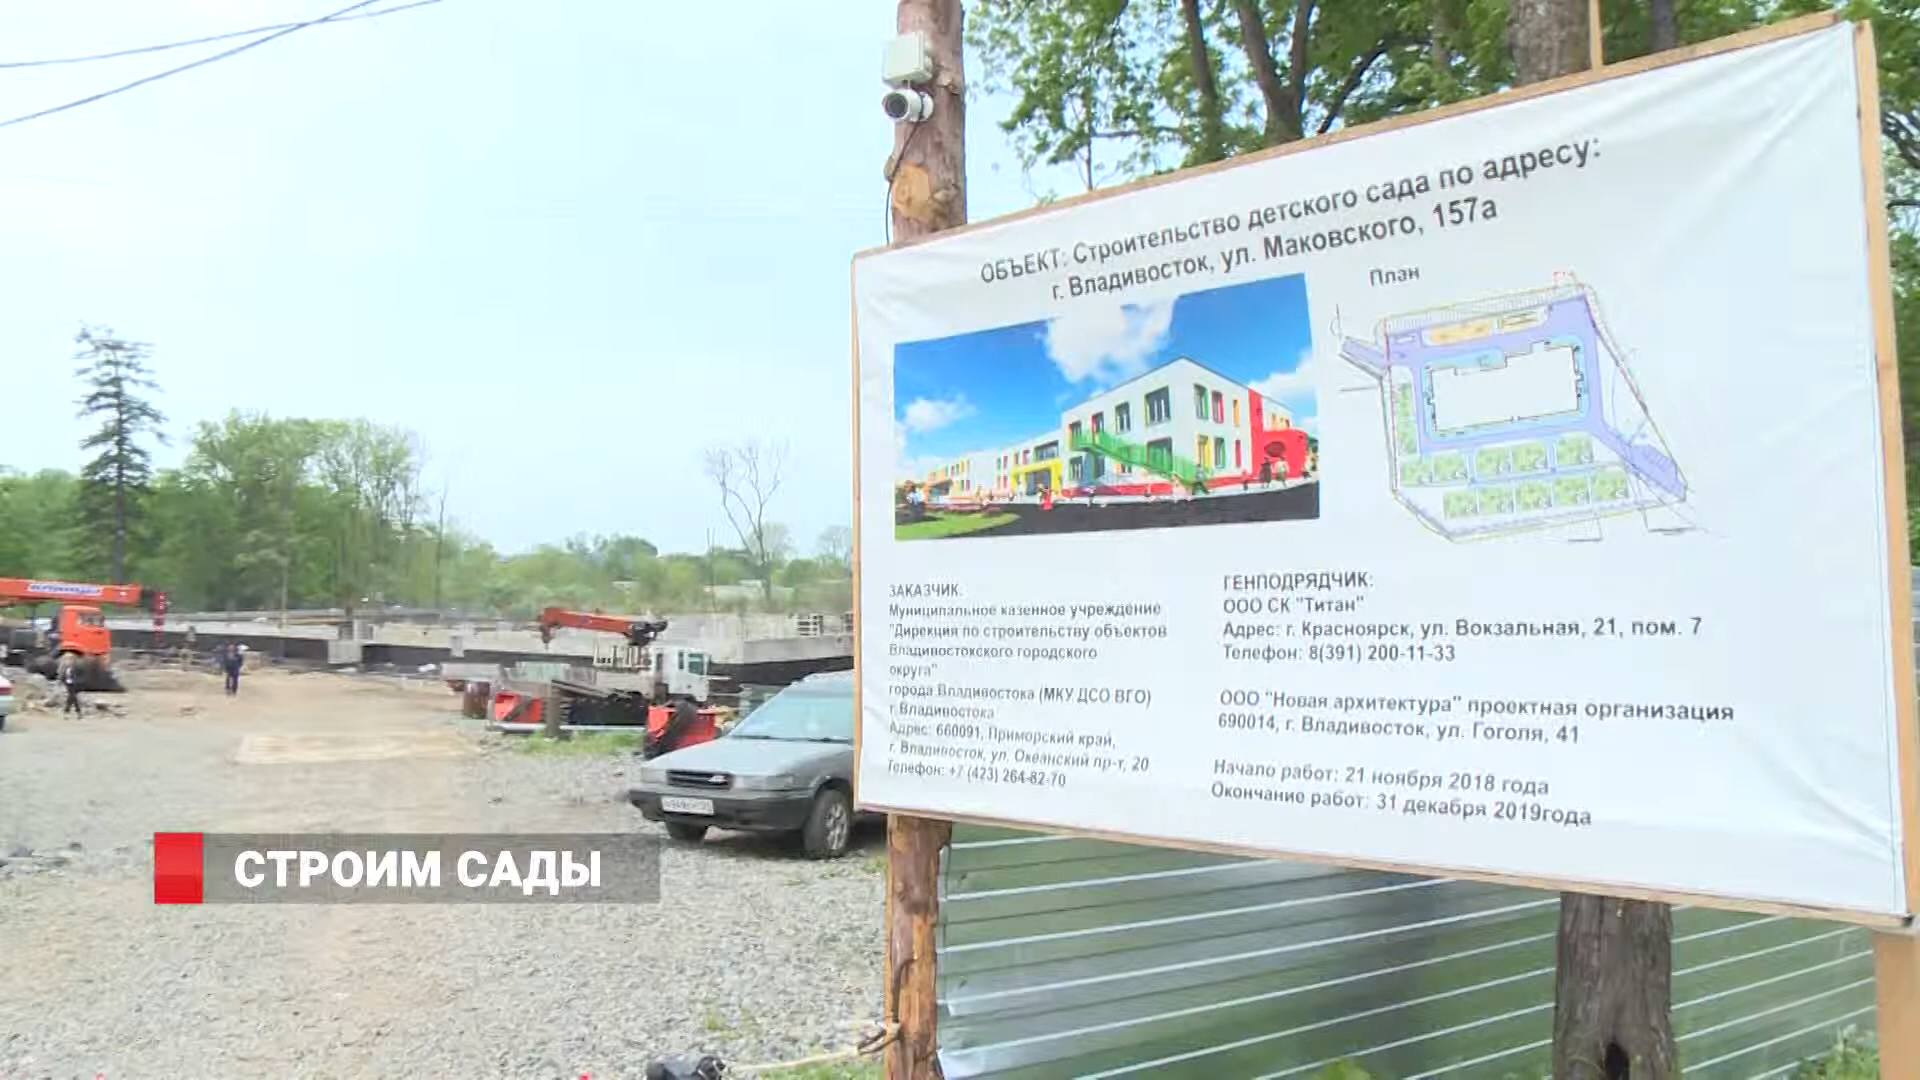 ОБЪЕКТ: Строительство детского сада по адресу:
г. Владивосток, ул. Маковского, 157а
План
ЗАКАЗЧИК:
Муниципальное казенное учреждение
"Дирекция по строительству объектов
Владивостокского городского
округа"
города Владивостока (МКУ ДСО ВГО)
г.Владивостока
Адрес: 660091, Приморский край,
г. Владивосток, ул. Океанский пр-т, 20
Телефон: +7 (423) 264-82-70
ГЕНПОДРЯДЧИК:
ООО СК "Титан"
Адрес: г. Красноярск, ул. Вокзальная, 21, пом. 7
Телефон: 8(391) 200-11-33
ООО "Новая архитектура" проектная организация
690014, г. Владивосток, ул. Гоголя, 41
Начало работ: 21 ноября 2018 года
Окончание работ: 31 декабря 2019года
СТРОИМ САДЫ